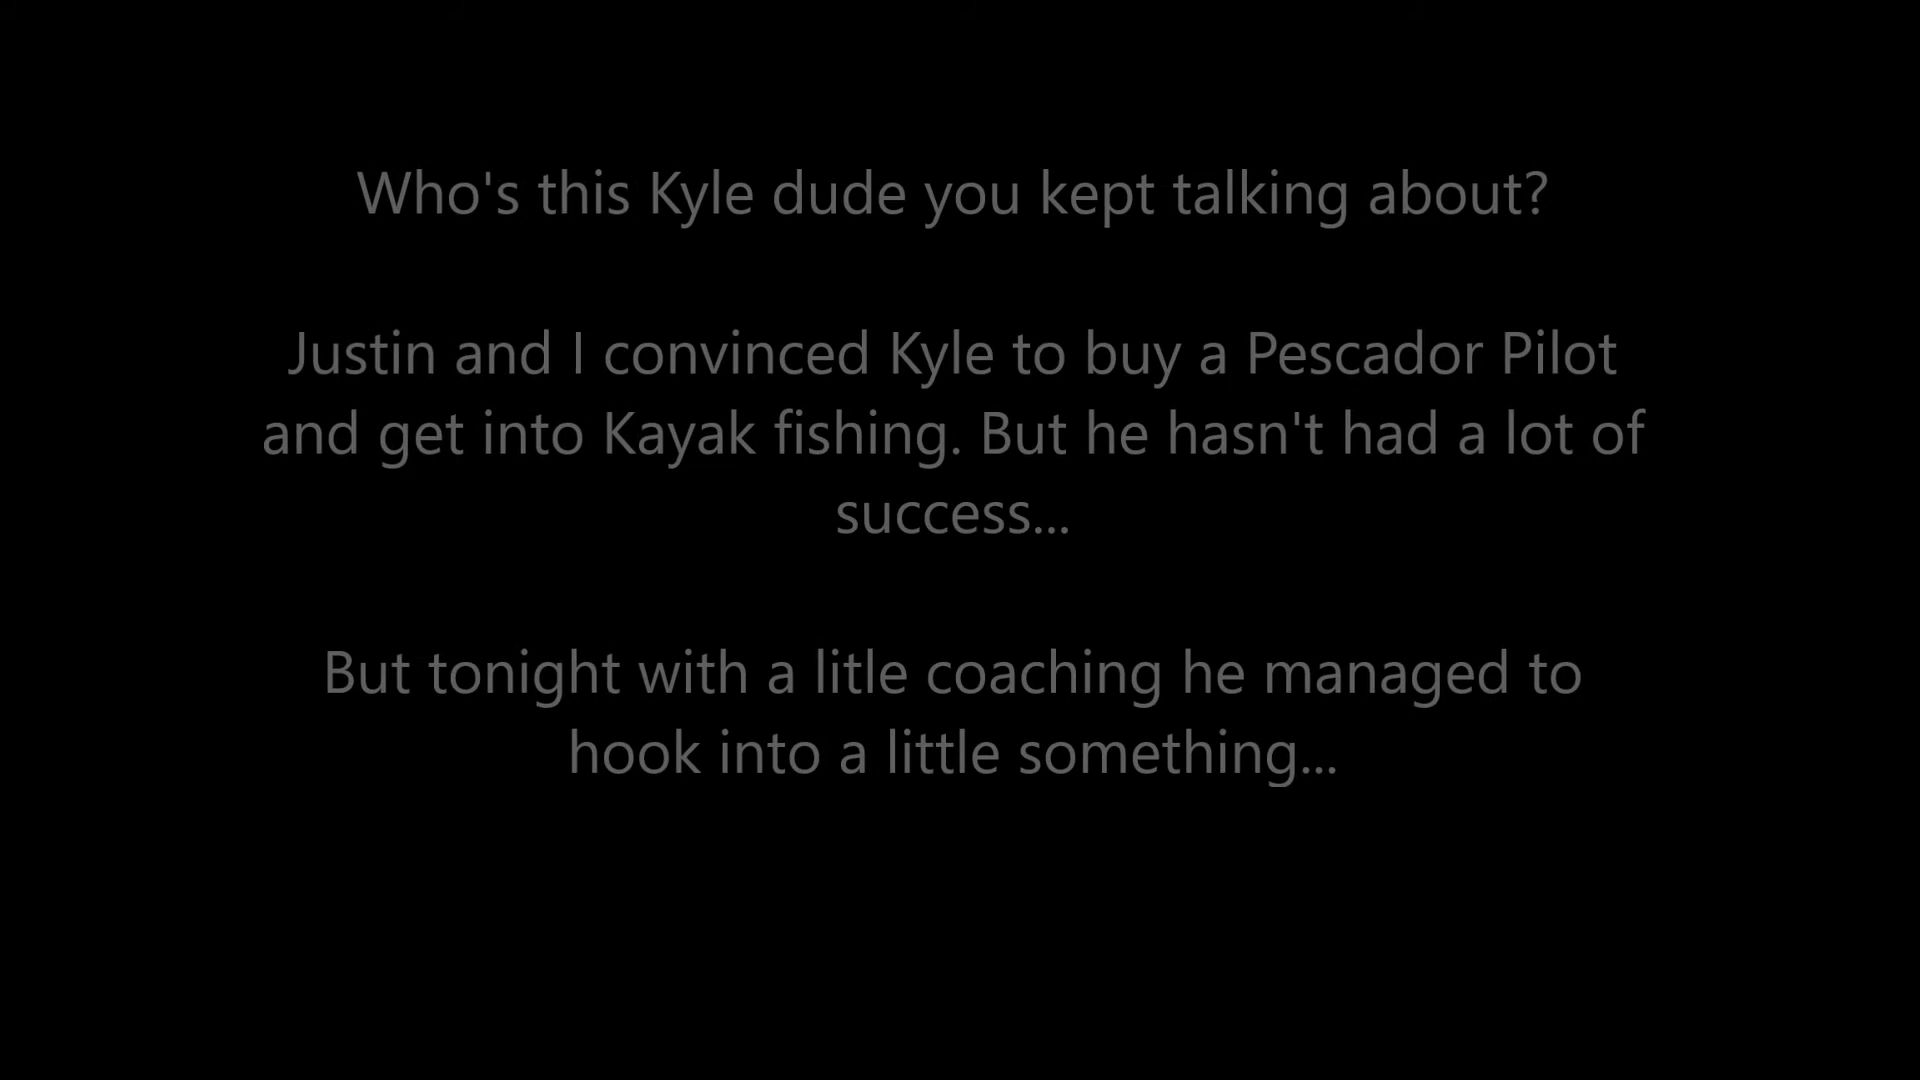 Who's this Kyle dude you kept talking about?
Justin and I convinced Kyle to buy a Pescador Pilot
and get into Kayak fishing. But he hasn't had a lot of
success...
But tonight with a litle coaching he managed to
hook into a little something...